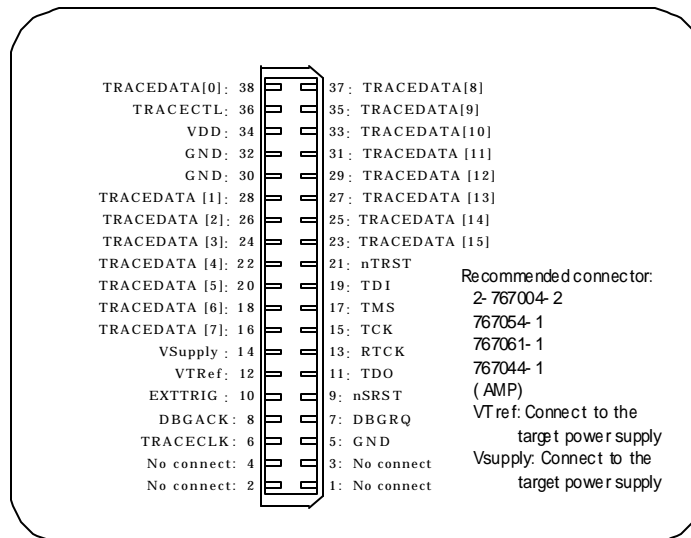 TRACEDATA[0]: 38 37: TRACEDATA[8]
TRACECTL: 36 35: TRACEDATA[9]
VDD: 34 33: TRACEDATA[10]
GND: 32 31: TRACEDATA [11]
GND: 30 29: TRACEDATA [12]
TRACEDATA [1]: 28 27: TRACEDATA [13]
TRACEDATA [2]: 26 25: TRACEDATA [14]
TRACEDATA [3]: 24 23: TRACEDATA [15]
TRACEDATA [4]: 22 21: nTRST
TRACEDATA [5]: 20 19: TDI
TRACEDATA [6]: 18 17: TMS
TRACEDATA [7]: 16 15: TCK
VSupply : 14 13: RTCK
VTRef: 12 11: TDO
EXTTRIG: 10 9: nSRST
DBGACK: 8 7: DBGRQ
TRACECLK: 6 5: GND
No connect: 4 3: No connect
No connect: 2 1: No connect
Recommended connector:
2-767004-2
767054-1
767061-1
767044-1
(AMP)
VTref: Connect to the
target power supply
Vsupply: Connect to the
target power supply